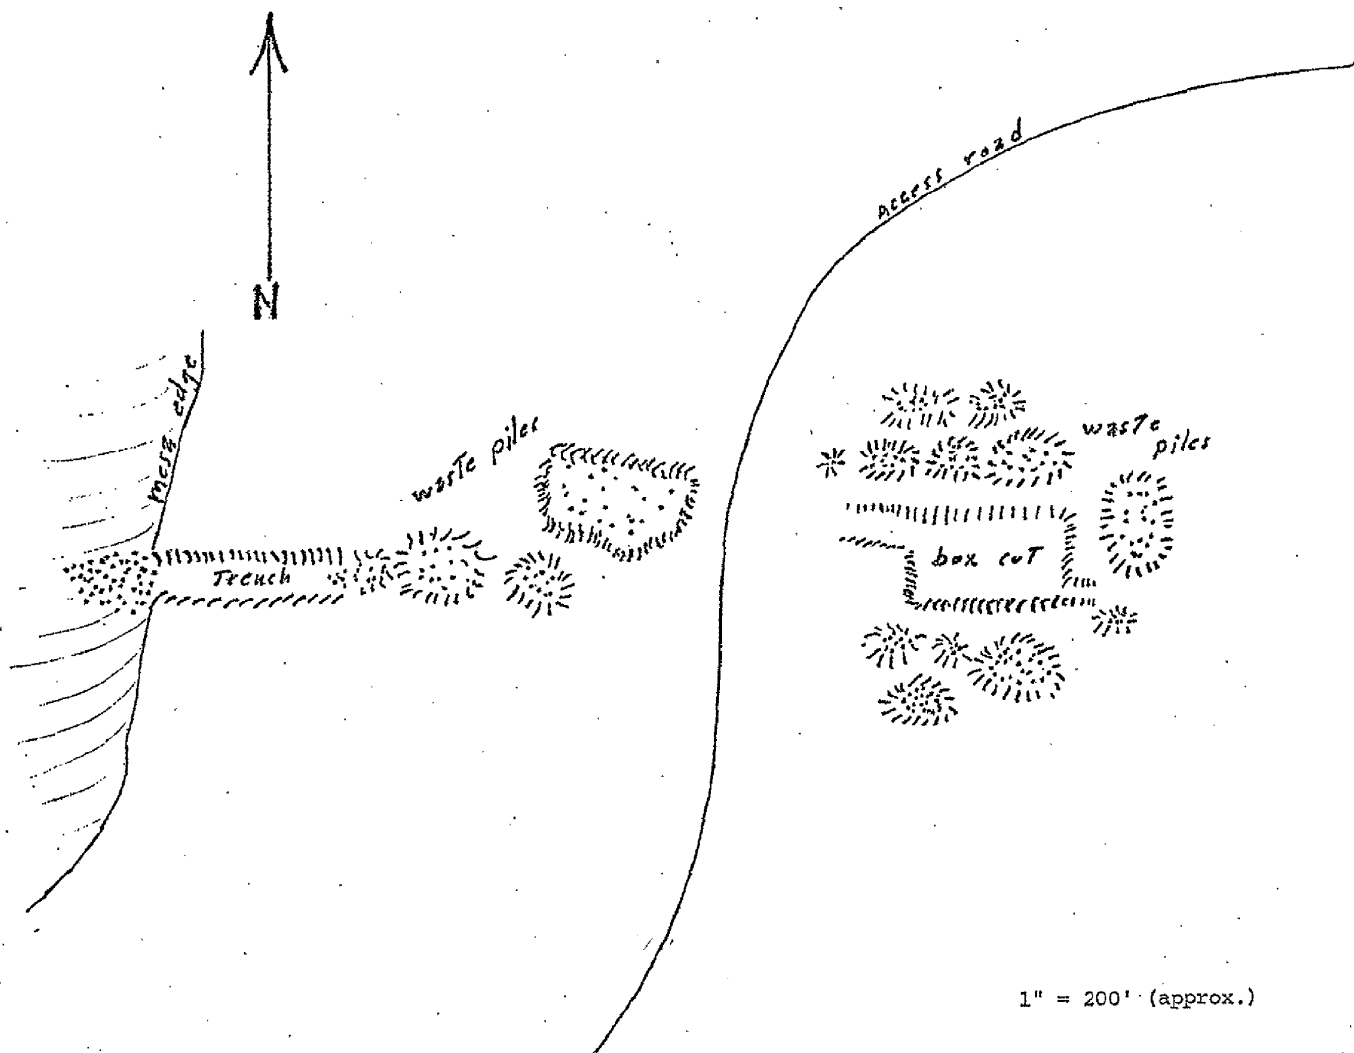 N
Access road
mesa edge
waste piles
waste
piles
Trench
box cut
1" = 200' (approx.)